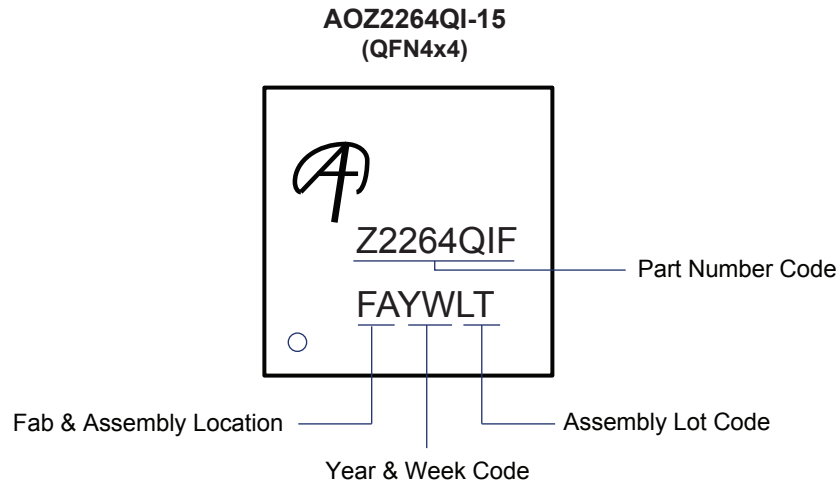 AOZ2264QI-15
(QFN4x4)
Z2264QIF
Part Number Code
FAYWLT
Fab & Assembly Location
Assembly Lot Code
Year & Week Code